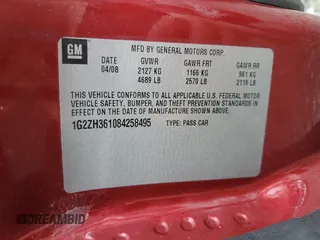 GM
MFD BY GENERAL MOTORS CORP.
DATE GVWR GAWR FRT GAWR RR
04/08 2127 KG 1166 KG 961 KG
4689 LB 2570 LB 2118 LB
THIS VEHICLE CONFORMS TO ALL APPLICABLE U.S. FEDERAL MOTOR
VEHICLE SAFETY, BUMPER, AND THEFT PREVENTION STANDARDS
IN EFFECT ON THE DATE OF MANUFACTURE SHOWN ABOVE.
1G2ZH361084258495 TYPE: PASS CAR
DREAMBID